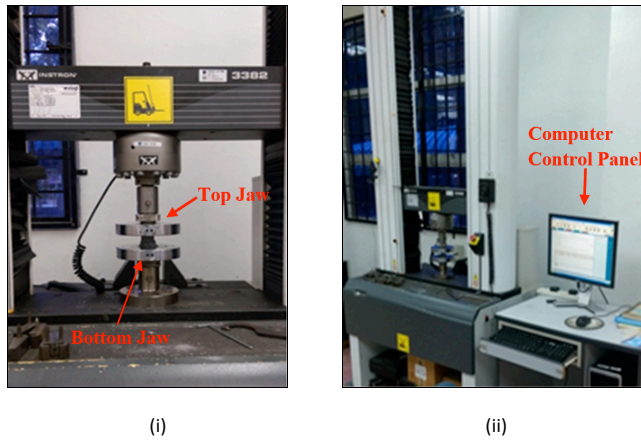 INSTRON
3382
Top Jaw
Bottom Jaw
Computer
Control Panel
(i)
(ii)